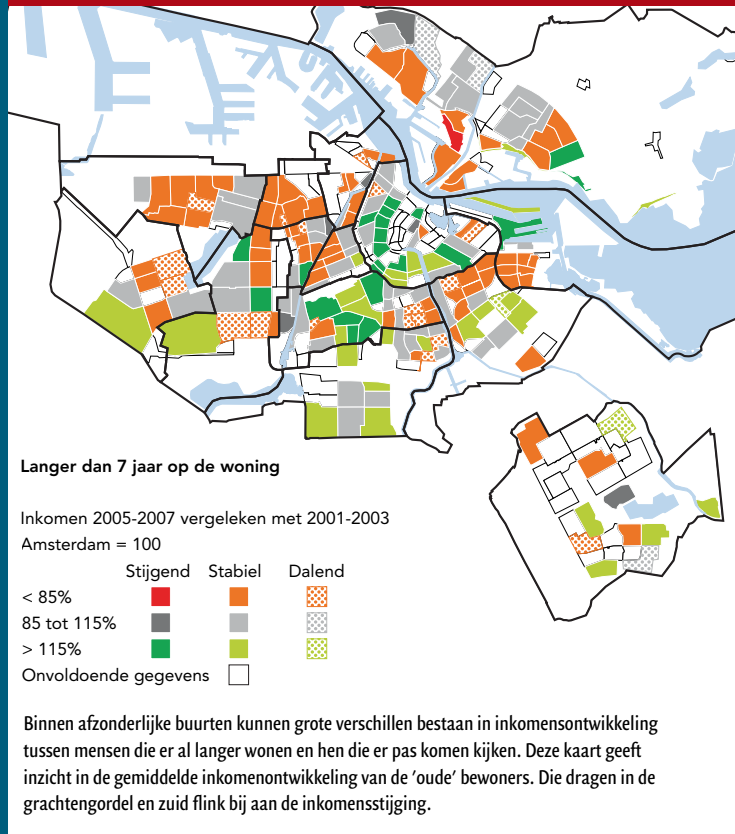 Langer dan 7 jaar op de woning
Inkomen 2005-2007 vergeleken met 2001-2003
Amsterdam = 100
Stijgend Stabiel Dalend
< 85%
85 tot 115%
> 115%
Onvoldoende gegevens
Binnen afzonderlijke buurten kunnen grote verschillen bestaan in inkomensontwikkeling
tussen mensen die er al langer wonen en hen die er pas komen kijken. Deze kaart geeft
inzicht in de gemiddelde inkomenontwikkeling van de 'oude' bewoners. Die dragen in de
grachtengordel en zuid flink bij aan de inkomensstijging.